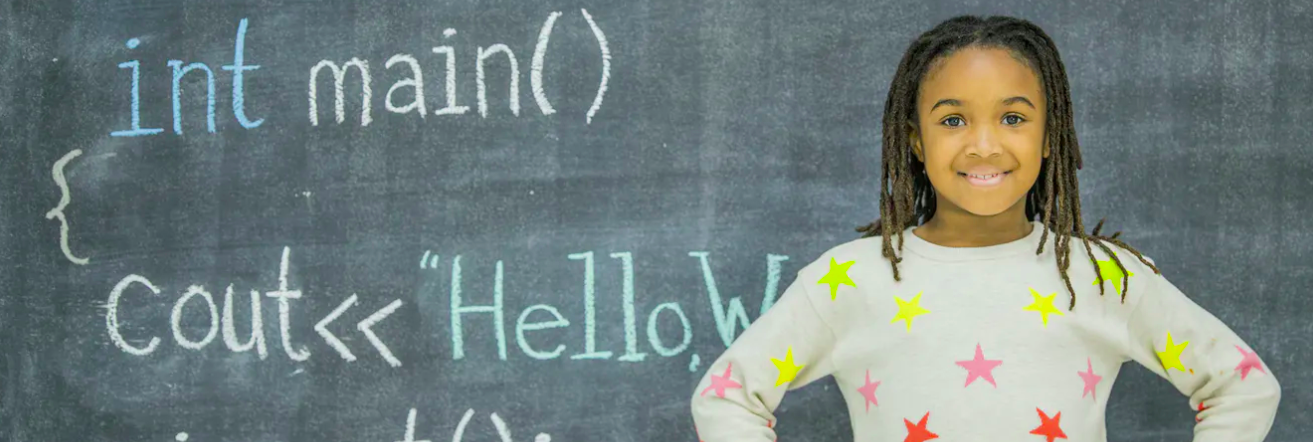 int main()
{
cout<< "Hello,W